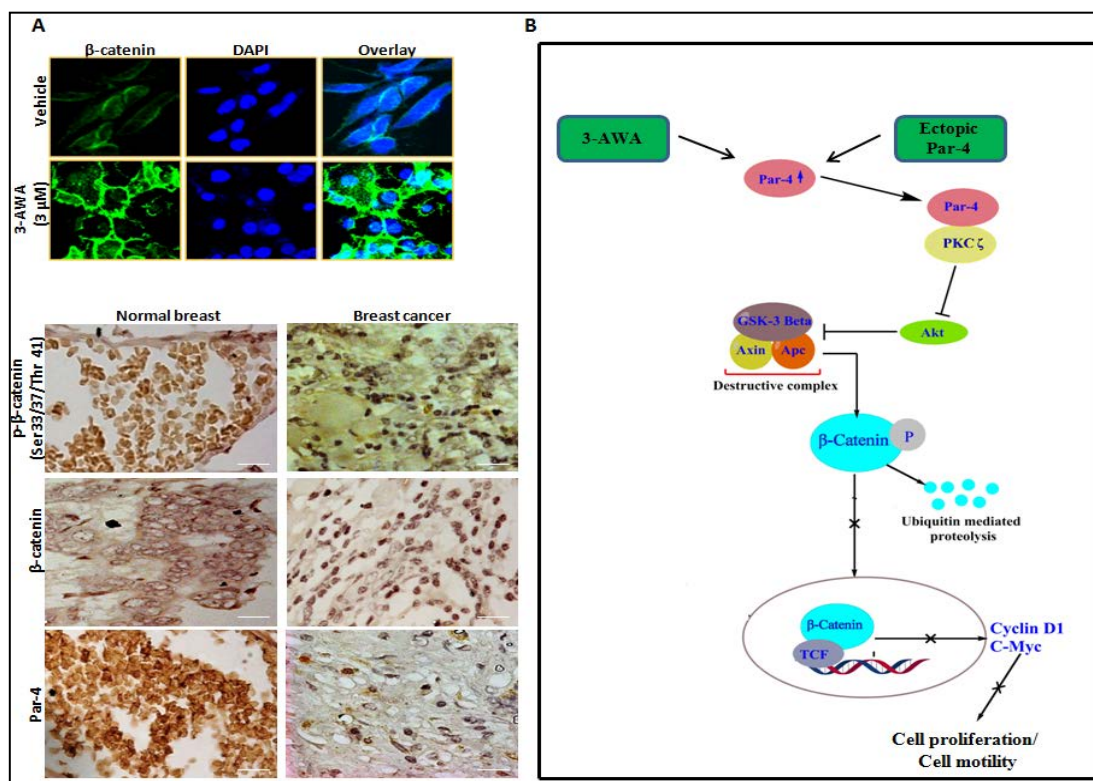 A
β-catenin
DAPI
Overlay
Vehicle
3-AWA
(3 μM)
Normal breast
Breast cancer
p-β-catenin
(Ser33/37/Thr 41)
β-catenin
Par-4
B
3-AWA
Ectopic
Par-4
Par-4
Par-4
PKC ζ
GSK-3 Beta
Axin
Apc
Akt
Destructive complex
β-Catenin
P
Ubiquitin mediated
proteolysis
β-Catenin
TCF
Cyclin D1
C-Myc
Cell proliferation/
Cell motility